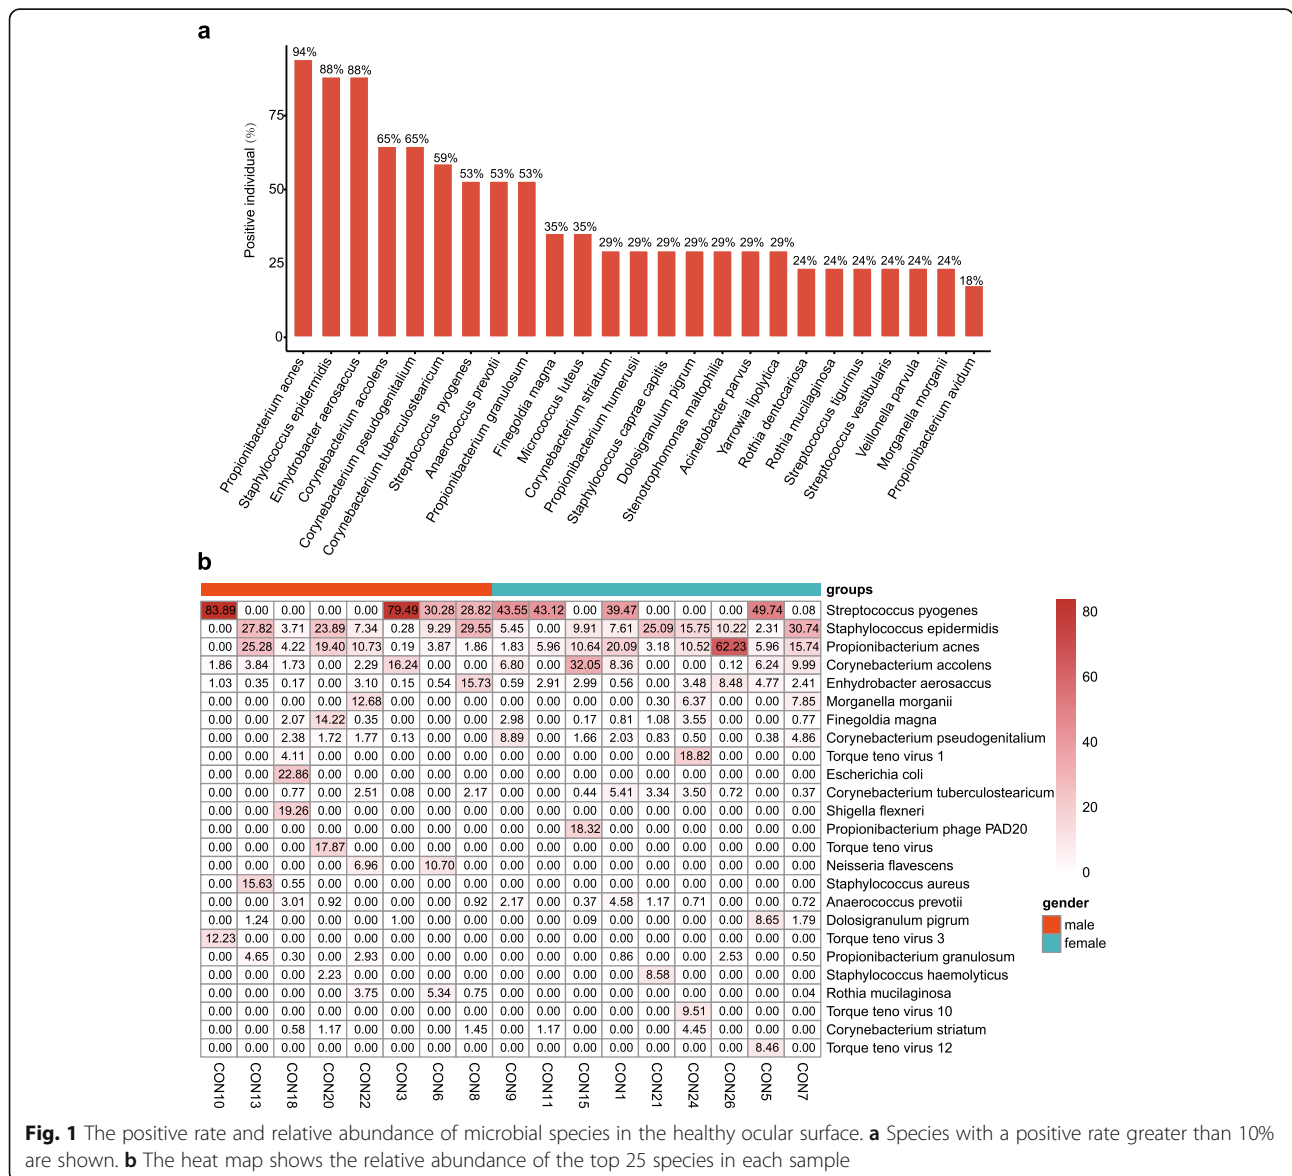 a
Positive individual (%)
75
50
25
0
94%
88%
88%
65%
65%
59%
53%
53%
53%
35%
35%
29%
29%
29%
29%
29%
29%
29%
24%
24%
24%
24%
24%
24%
18%
Propionibacterium acnes
Staphylococcus epidermidis
Enhydrobacter aerosaccus
Corynebacterium accolens
Corynebacterium pseudogenitalium
Corynebacterium tuberculostearicum
Streptococcus pyogenes
Anaerococcus prevotii
Propionibacterium granulosum
Finegoldia magna
Micrococcus luteus
Corynebacterium striatum
Propionibacterium humerusii
Staphylococcus caprae capitis
Dolosigranulum pigrum
Stenotrophomonas maltophilia
Acinetobacter parvus
Yarrowia lipolytica
Rothia dentocariosa
Rothia mucilaginosa
Streptococcus tigurinus
Streptococcus vestibularis
Veillonella parvula
Morganella morganii
Propionibacterium avidum
b
groups
83.89 0.00 0.00 0.00 0.00 79.49 30.28 28.82 43.55 43.12 0.00 39.47 0.00 0.00 0.00 49.74 0.08 Streptococcus pyogenes
0.00 27.82 3.71 23.89 7.34 0.28 9.29 29.55 5.45 0.00 9.91 7.61 25.09 15.75 10.22 2.31 30.74 Staphylococcus epidermidis
0.00 25.28 4.22 19.40 10.73 0.19 3.87 1.86 1.83 5.96 10.64 20.09 3.18 10.52 62.23 5.96 15.74 Propionibacterium acnes
1.86 3.84 1.73 0.00 2.29 16.24 0.00 0.00 6.80 0.00 32.05 8.36 0.00 0.00 0.12 6.24 9.99 Corynebacterium accolens
1.03 0.35 0.17 0.00 3.10 0.15 0.54 15.73 0.59 2.91 2.99 0.56 0.00 3.48 8.48 4.77 2.41 Enhydrobacter aerosaccus
0.00 0.00 0.00 0.00 12.68 0.00 0.00 0.00 0.00 0.00 0.00 0.00 0.30 6.37 0.00 0.00 7.85 Morganella morganii
0.00 0.00 2.07 14.22 0.35 0.00 0.00 0.00 2.98 0.00 0.17 0.81 1.08 3.55 0.00 0.00 0.77 Finegoldia magna
0.00 0.00 2.38 1.72 1.77 0.13 0.00 0.00 8.89 0.00 1.66 2.03 0.83 0.50 0.00 0.38 4.86 Corynebacterium pseudogenitalium
0.00 0.00 4.11 0.00 0.00 0.00 0.00 0.00 0.00 0.00 0.00 0.00 0.00 18.82 0.00 0.00 0.00 Torque teno virus 1
0.00 0.00 22.86 0.00 0.00 0.00 0.00 0.00 0.00 0.00 0.00 0.00 0.00 0.00 0.00 0.00 0.00 Escherichia coli
0.00 0.00 0.77 0.00 2.51 0.08 0.00 2.17 0.00 0.00 0.44 5.41 3.34 3.50 0.72 0.00 0.37 Corynebacterium tuberculostearicum
0.00 0.00 19.26 0.00 0.00 0.00 0.00 0.00 0.00 0.00 0.00 0.00 0.00 0.00 0.00 0.00 0.00 Shigella flexneri
0.00 0.00 0.00 0.00 0.00 0.00 0.00 0.00 0.00 0.00 18.32 0.00 0.00 0.00 0.00 0.00 0.00 Propionibacterium phage PAD20
0.00 0.00 0.00 17.87 0.00 0.00 0.00 0.00 0.00 0.00 0.00 0.00 0.00 0.00 0.00 0.00 0.00 Torque teno virus
0.00 0.00 0.00 0.00 6.96 0.00 10.70 0.00 0.00 0.00 0.00 0.00 0.00 0.00 0.00 0.00 0.00 Neisseria flavescens
0.00 15.63 0.55 0.00 0.00 0.00 0.00 0.00 0.00 0.00 0.00 0.00 0.00 0.00 0.00 0.00 0.00 Staphylococcus aureus
0.00 0.00 3.01 0.92 0.00 0.00 0.00 0.92 2.17 0.00 0.37 4.58 1.17 0.71 0.00 0.00 0.72 Anaerococcus prevotii
0.00 1.24 0.00 0.00 0.00 1.00 0.00 0.00 0.00 0.00 0.09 0.00 0.00 0.00 0.00 8.65 1.79 Dolosigranulum pigrum
12.23 0.00 0.00 0.00 0.00 0.00 0.00 0.00 0.00 0.00 0.00 0.00 0.00 0.00 0.00 0.00 0.00 Torque teno virus 3
0.00 4.65 0.30 0.00 2.93 0.00 0.00 0.00 0.00 0.00 0.00 0.86 0.00 0.00 2.53 0.00 0.50 Propionibacterium granulosum
0.00 0.00 0.00 2.23 0.00 0.00 0.00 0.00 0.00 0.00 0.00 0.00 8.58 0.00 0.00 0.00 0.00 Staphylococcus haemolyticus
0.00 0.00 0.00 0.00 3.75 0.00 5.34 0.75 0.00 0.00 0.00 0.00 0.00 0.00 0.00 0.00 0.04 Rothia mucilaginosa
0.00 0.00 0.00 0.00 0.00 0.00 0.00 0.00 0.00 0.00 0.00 0.00 0.00 9.51 0.00 0.00 0.00 Torque teno virus 10
0.00 0.00 0.58 1.17 0.00 0.00 0.00 1.45 0.00 1.17 0.00 0.00 0.00 4.45 0.00 0.00 0.00 Corynebacterium striatum
0.00 0.00 0.00 0.00 0.00 0.00 0.00 0.00 0.00 0.00 0.00 0.00 0.00 0.00 0.00 8.46 0.00 Torque teno virus 12
CON10
CON13
CON18
CON20
CON22
CON3
CON6
CON8
CON9
CON11
CON15
CON1
CON21
CON24
CON26
CON5
CON7
80
60
40
20
0
gender
male
female
Fig. 1 The positive rate and relative abundance of microbial species in the healthy ocular surface. a Species with a positive rate greater than 10%
are shown. b The heat map shows the relative abundance of the top 25 species in each sample